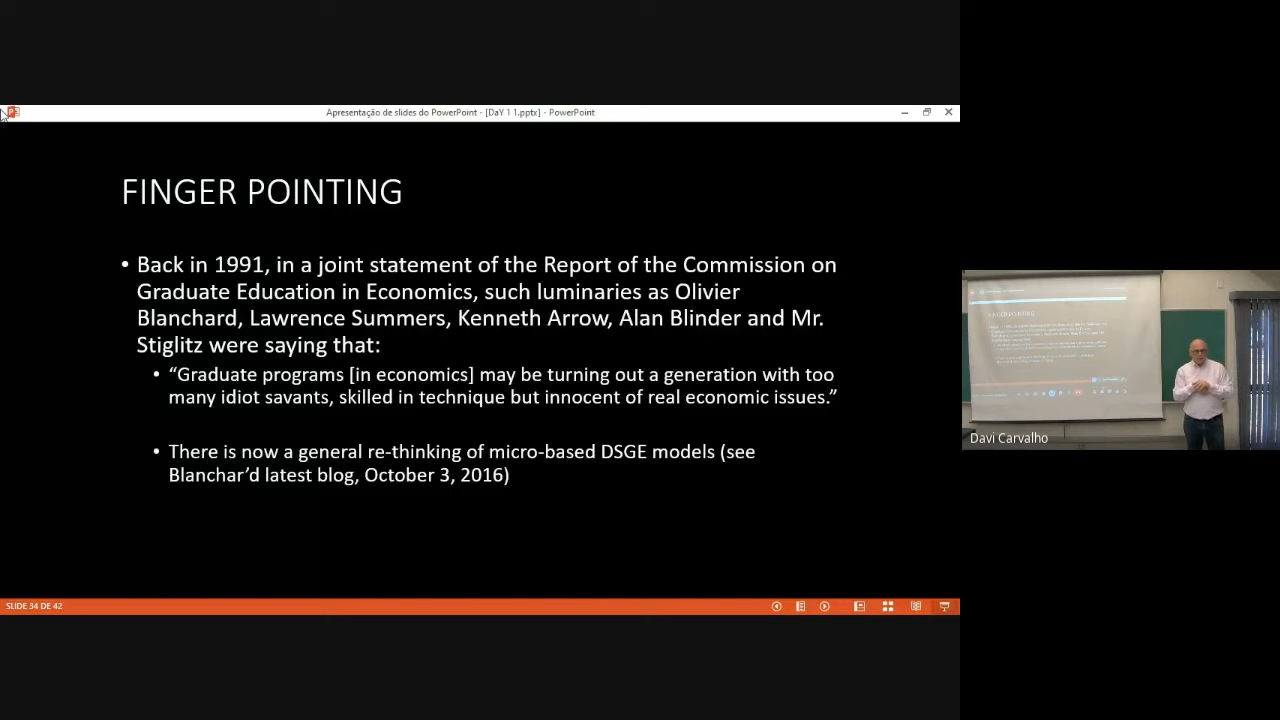 Apresentação de slides do PowerPoint - [DaY 1 1.pptx] - PowerPoint
FINGER POINTING
• Back in 1991, in a joint statement of the Report of the Commission on
Graduate Education in Economics, such luminaries as Olivier
Blanchard, Lawrence Summers, Kenneth Arrow, Alan Blinder and Mr.
Stiglitz were saying that:
• “Graduate programs [in economics] may be turning out a generation with too
many idiot savants, skilled in technique but innocent of real economic issues.”
• There is now a general re-thinking of micro-based DSGE models (see
Blanchar’d latest blog, October 3, 2016)
SLIDE 34 DE 42
FINGER POINTING
Davi Carvalho